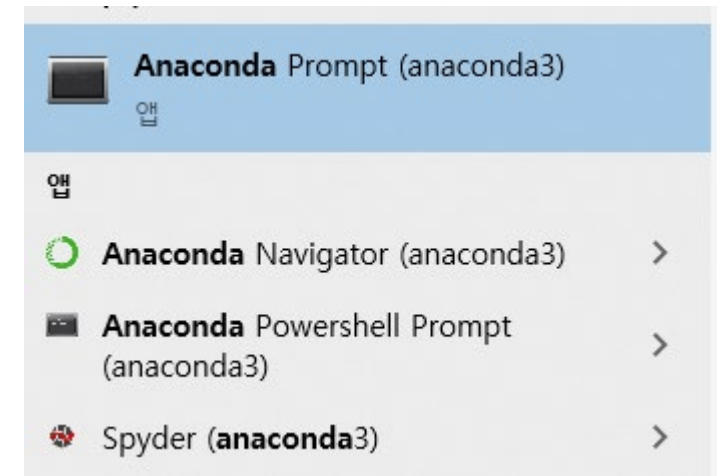 Anaconda Prompt (anaconda3)
앱
앱
Anaconda Navigator (anaconda3)
Anaconda Powershell Prompt
(anaconda3)
Spyder (anaconda3)